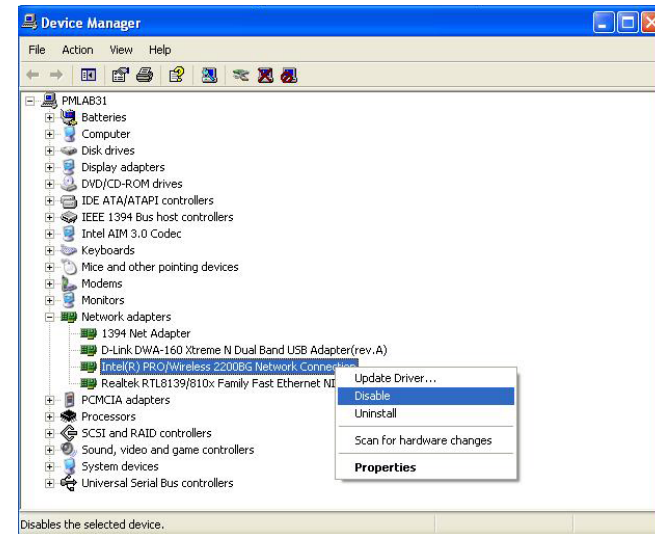 Device Manager
File Action View Help
PMLAB31
Batteries
Computer
Disk drives
Display adapters
DVD/CD-ROM drives
IDE ATA/ATAPI controllers
IEEE 1394 Bus host controllers
Intel AIM 3.0 Codec
Keyboards
Mice and other pointing devices
Modems
Monitors
Network adapters
1394 Net Adapter
D-Link DWA-160 Xtreme N Dual Band USB Adapter(rev.A)
Intel(R) PRO/Wireless 2200BG Network Connection
Update Driver...
Realtek RTL8139/810x Family Fast Ethernet NI
Disable
PCMCIA adapters
Uninstall
Processors
SCSI and RAID controllers
Scan for hardware changes
Sound, video and game controllers
System devices
Properties
Universal Serial Bus controllers
Disables the selected device.